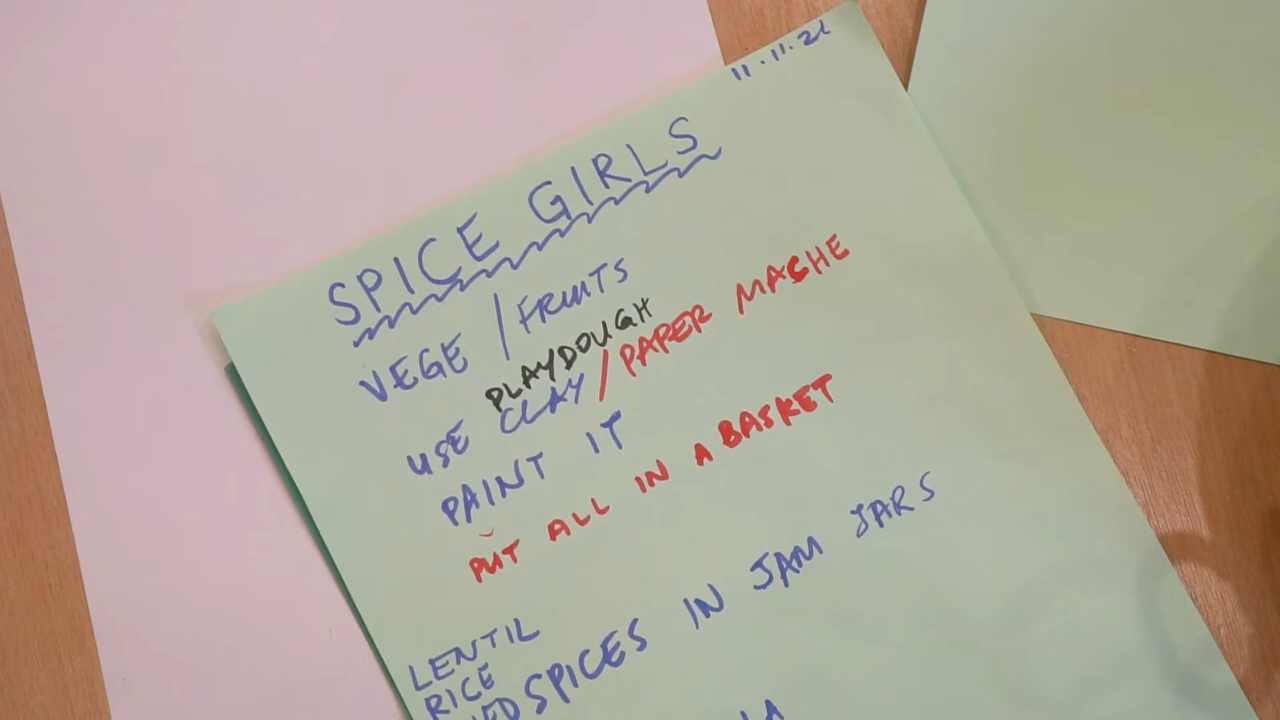 11.11.21
SPICE GIRLS
VEGE / FRUITS
PLAYDOUGH
USE CLAY / PAPER MACHE
PAINT IT
PUT ALL IN A BASKET
LENTIL
RICE
SPICES IN JAM JARS